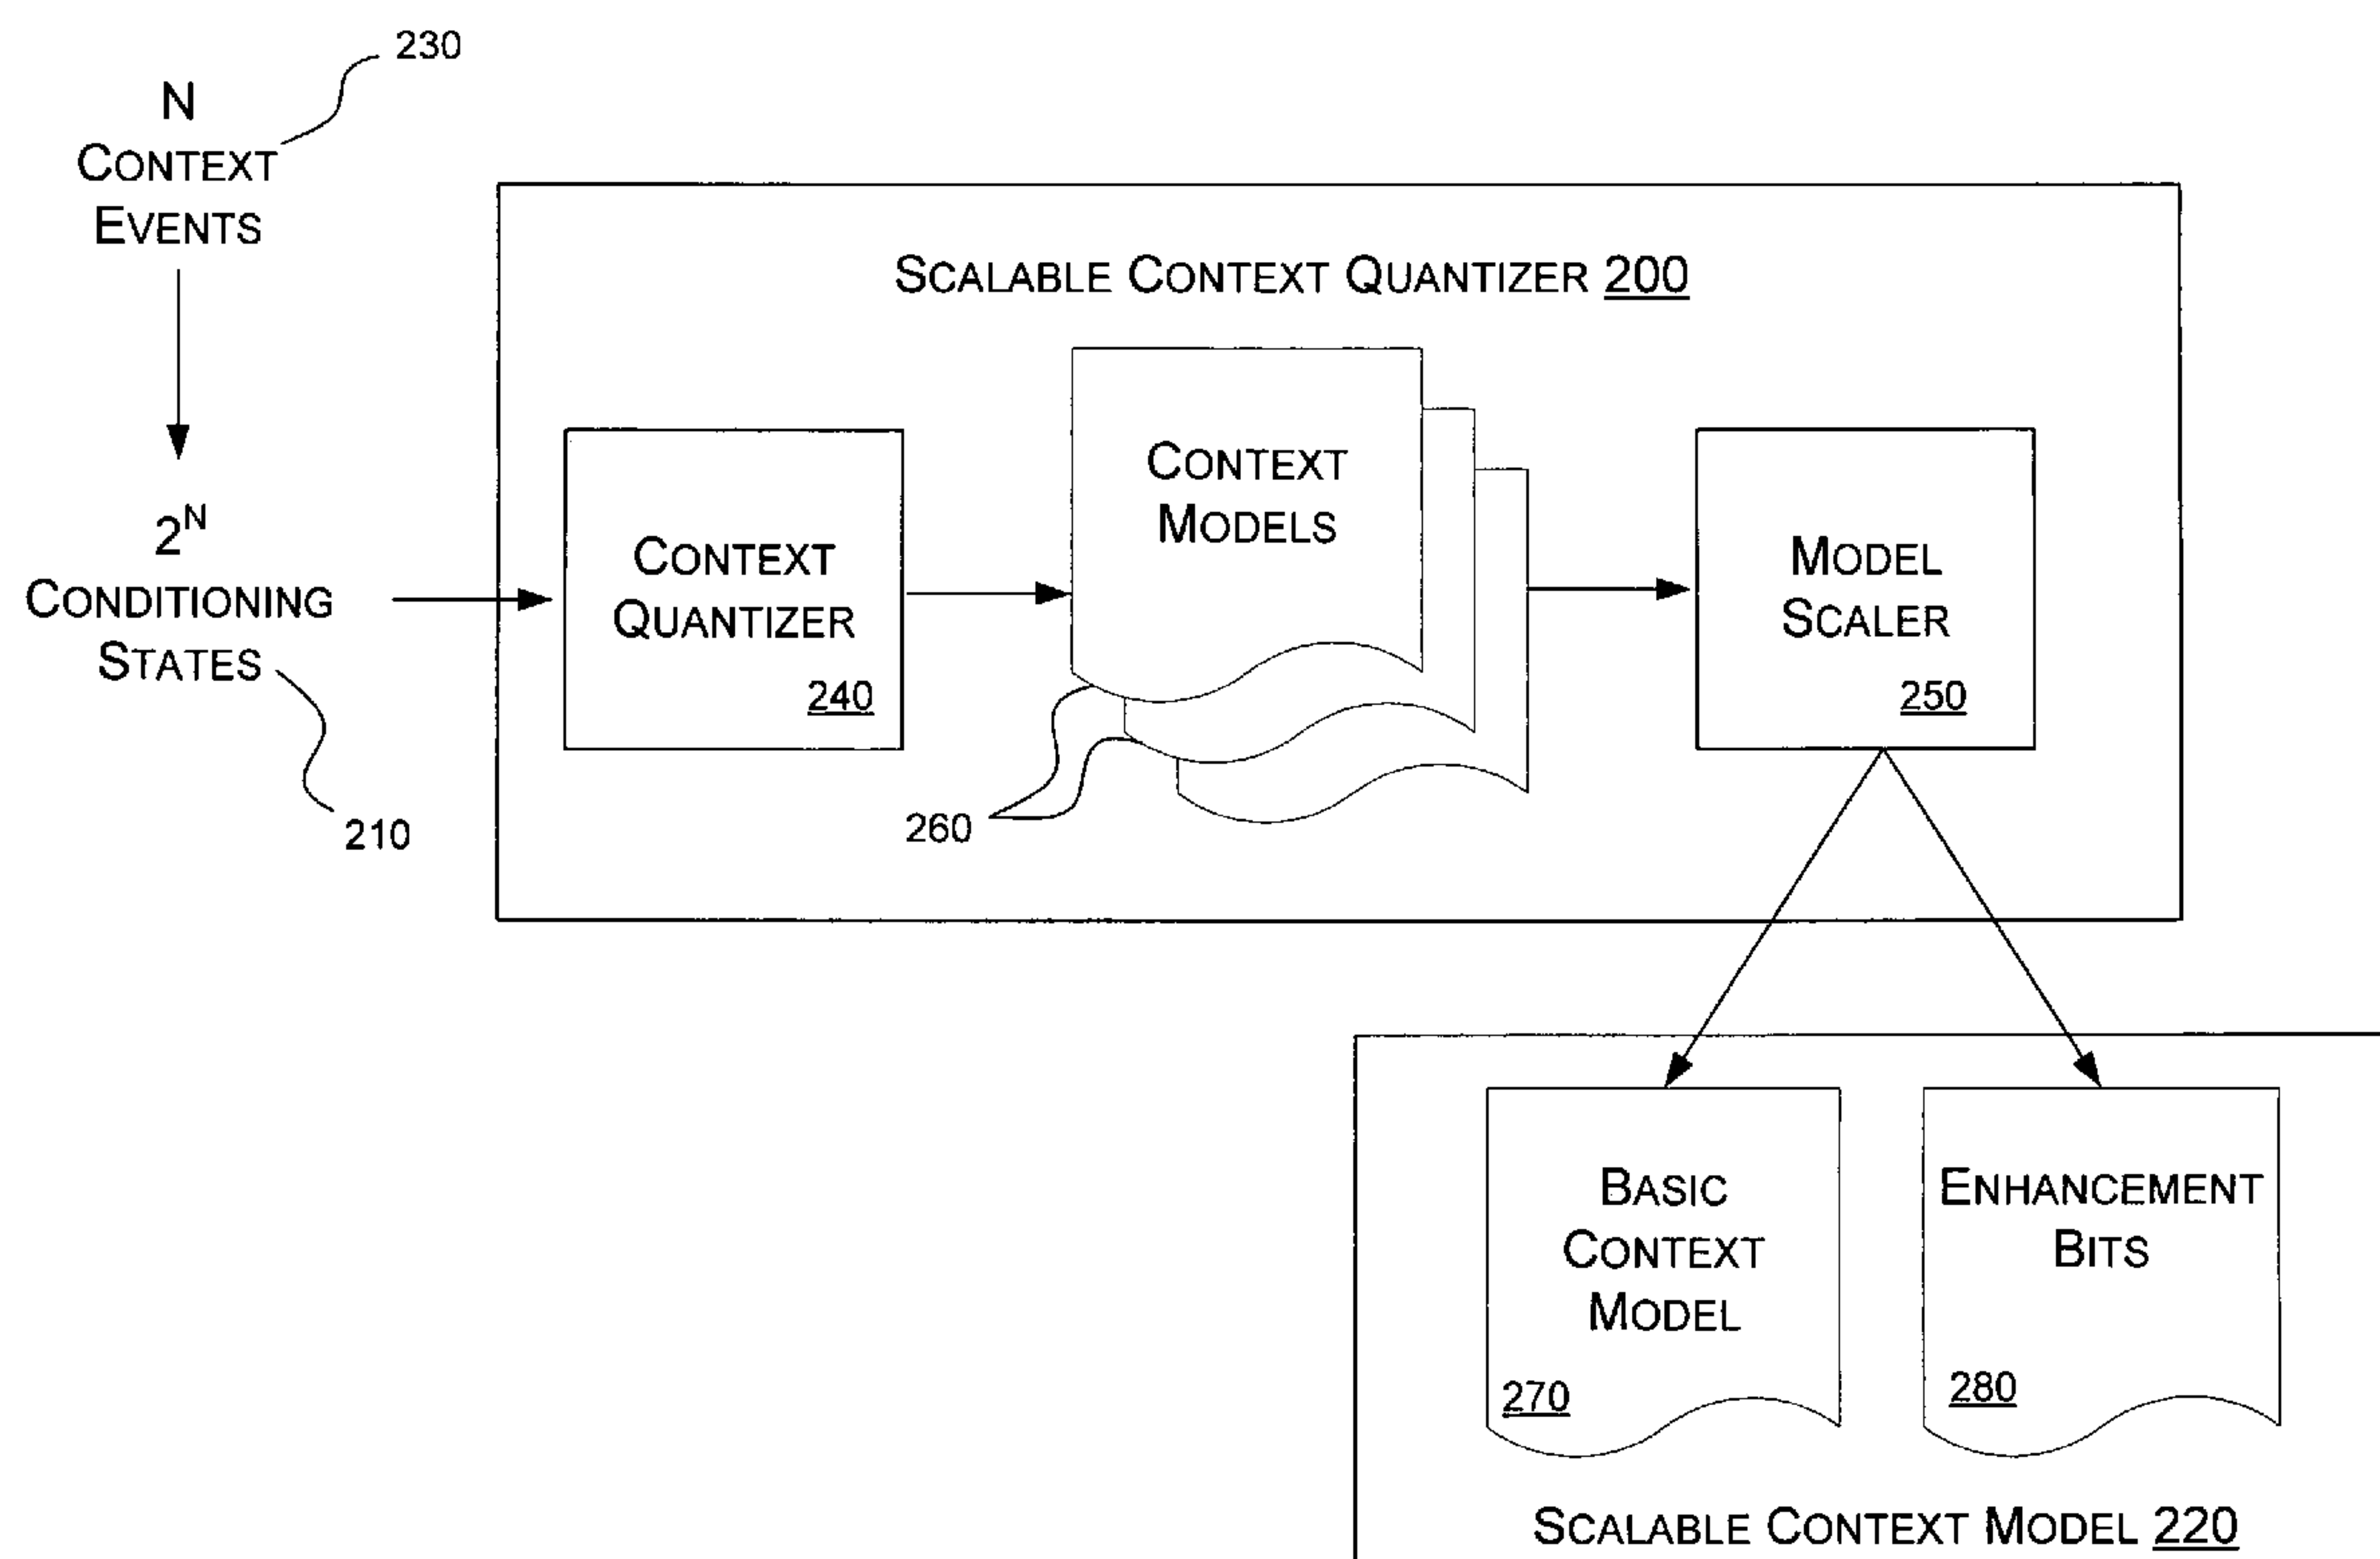 230
N
CONTEXT
EVENTS
2^N
CONDITIONING
STATES
210
SCALABLE CONTEXT QUANTIZER 200
CONTEXT
QUANTIZER
240
CONTEXT
MODELS
260
MODEL
SCALER
250
BASIC
CONTEXT
MODEL
270
ENHANCEMENT
BITS
280
SCALABLE CONTEXT MODEL 220